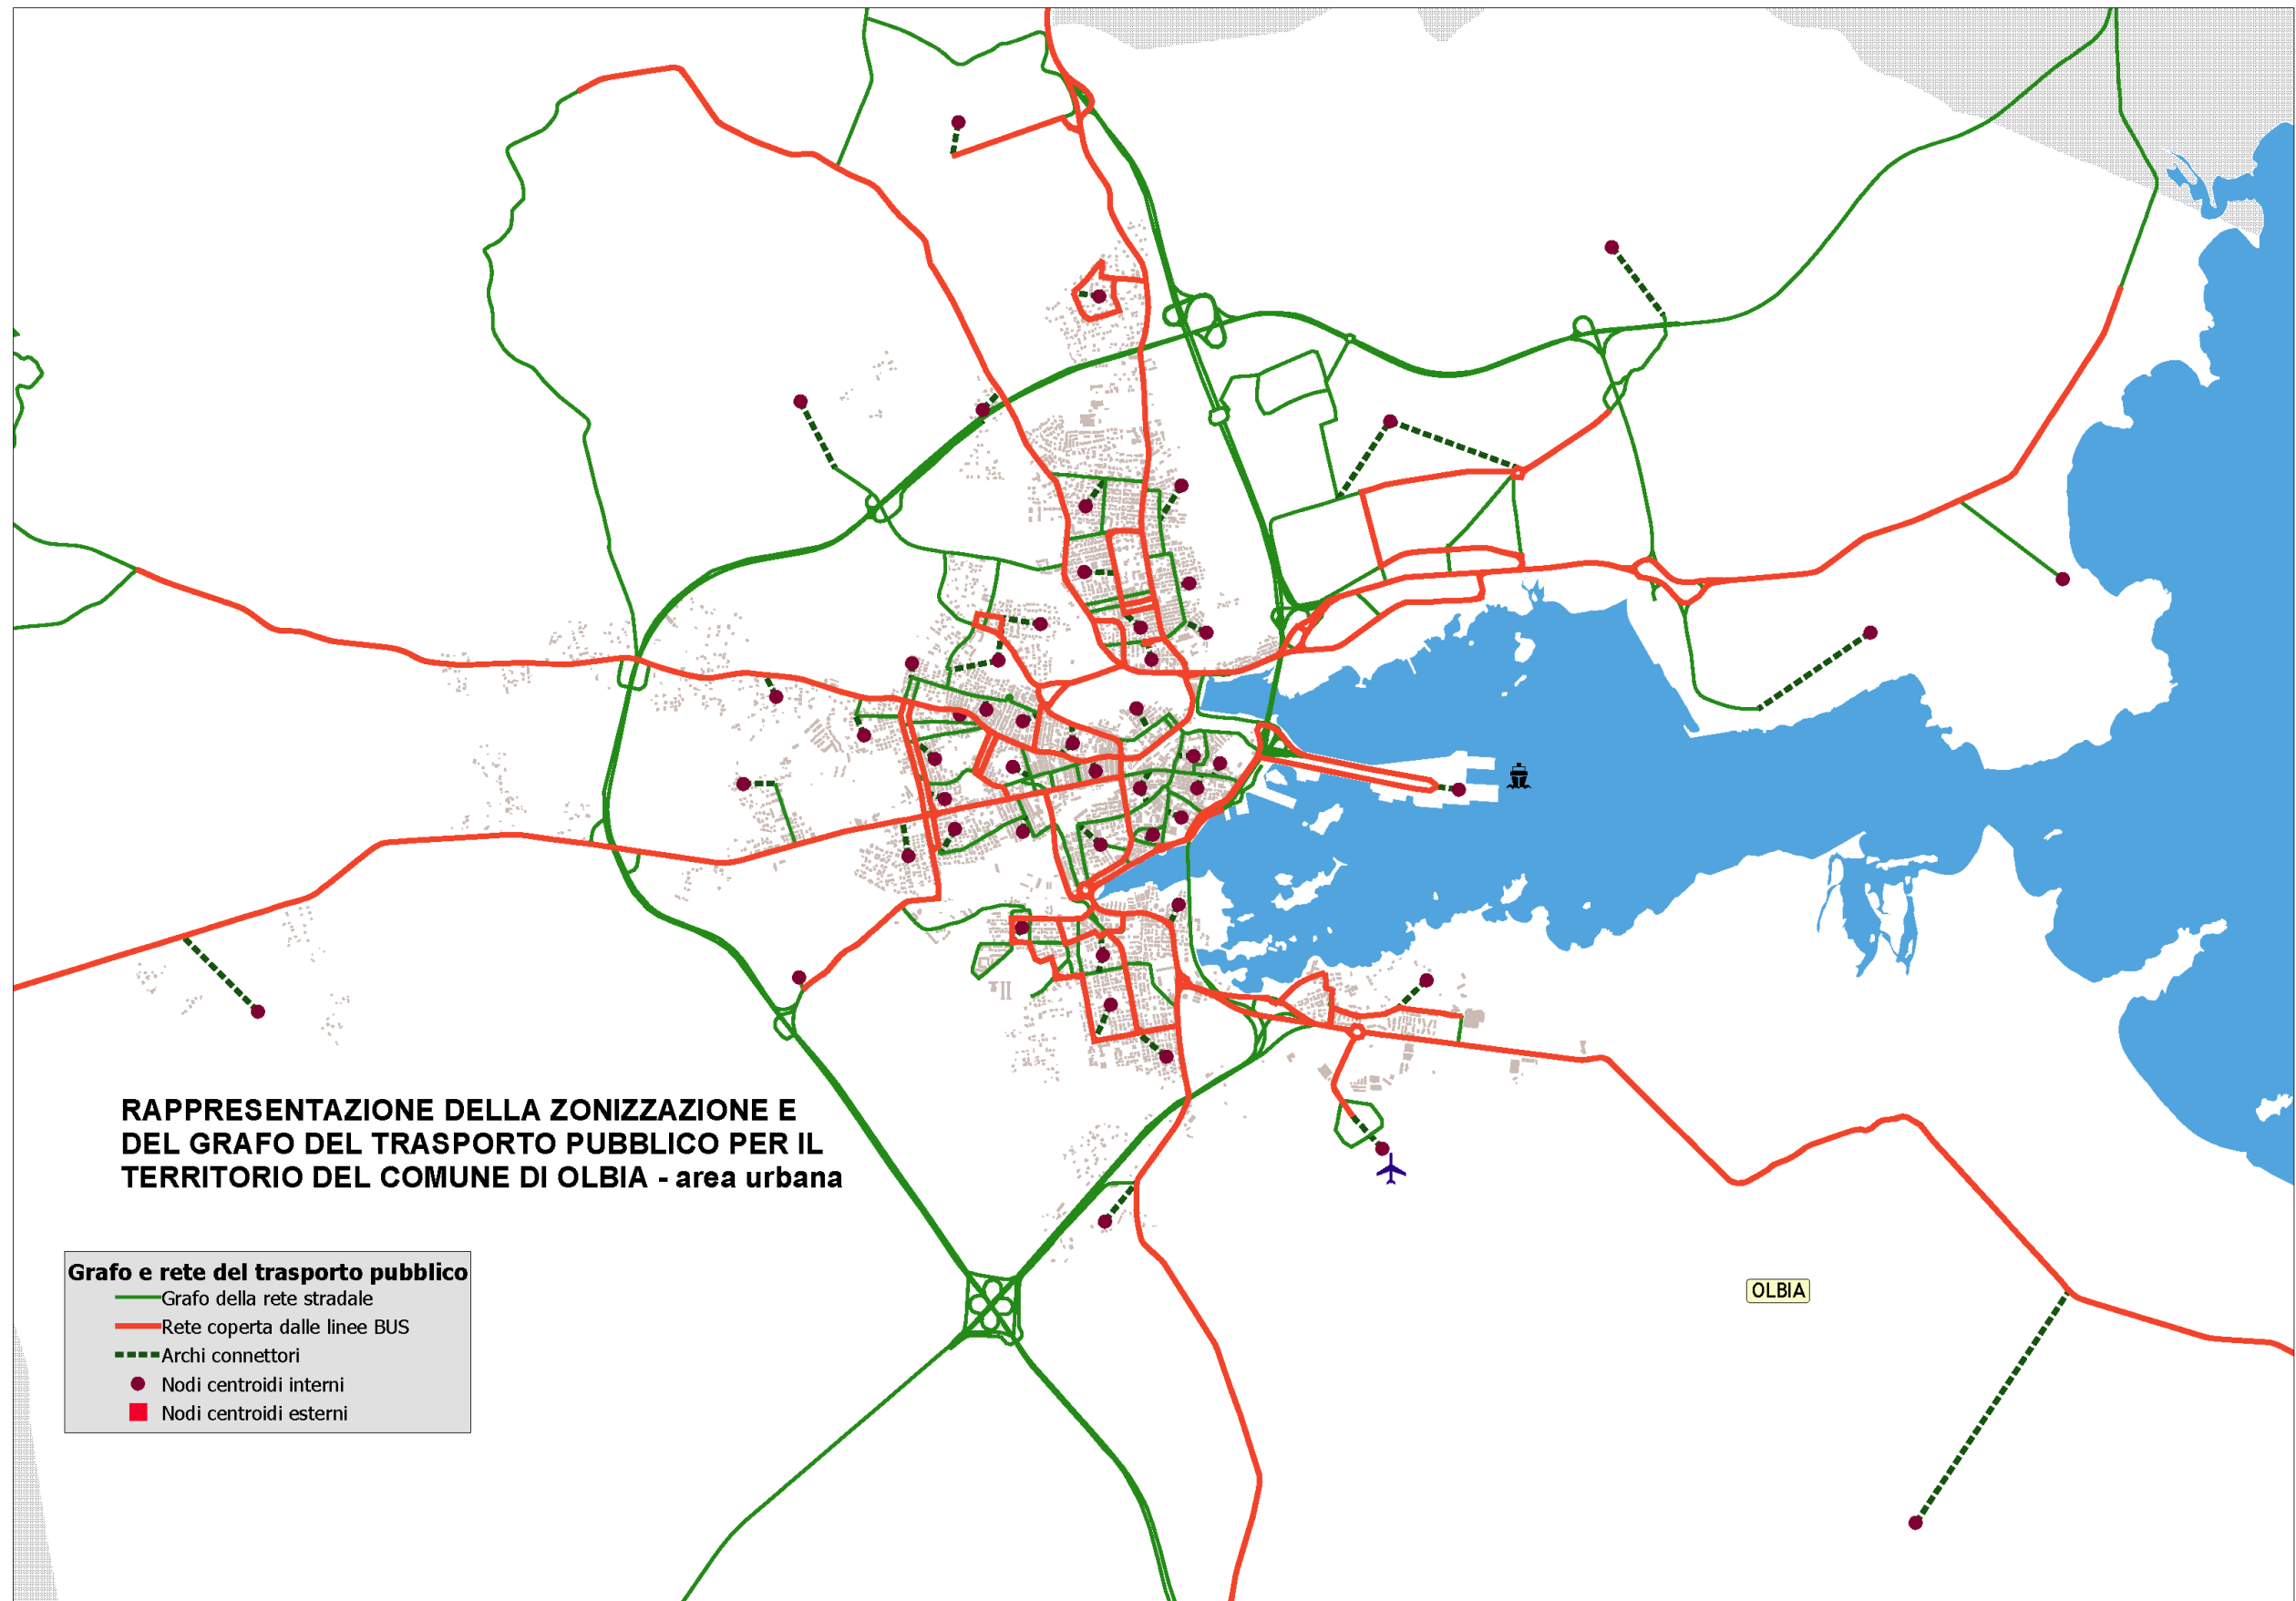 RAPPRESENTAZIONE DELLA ZONIZZAZIONE E
DEL GRAFO DEL TRASPORTO PUBBLICO PER IL
TERRITORIO DEL COMUNE DI OLBIA - area urbana
Grafo e rete del trasporto pubblico
Grafo della rete stradale
Rete coperta dalle linee BUS
Archi connettori
Nodi centroidi interni
Nodi centroidi esterni
OLBIA